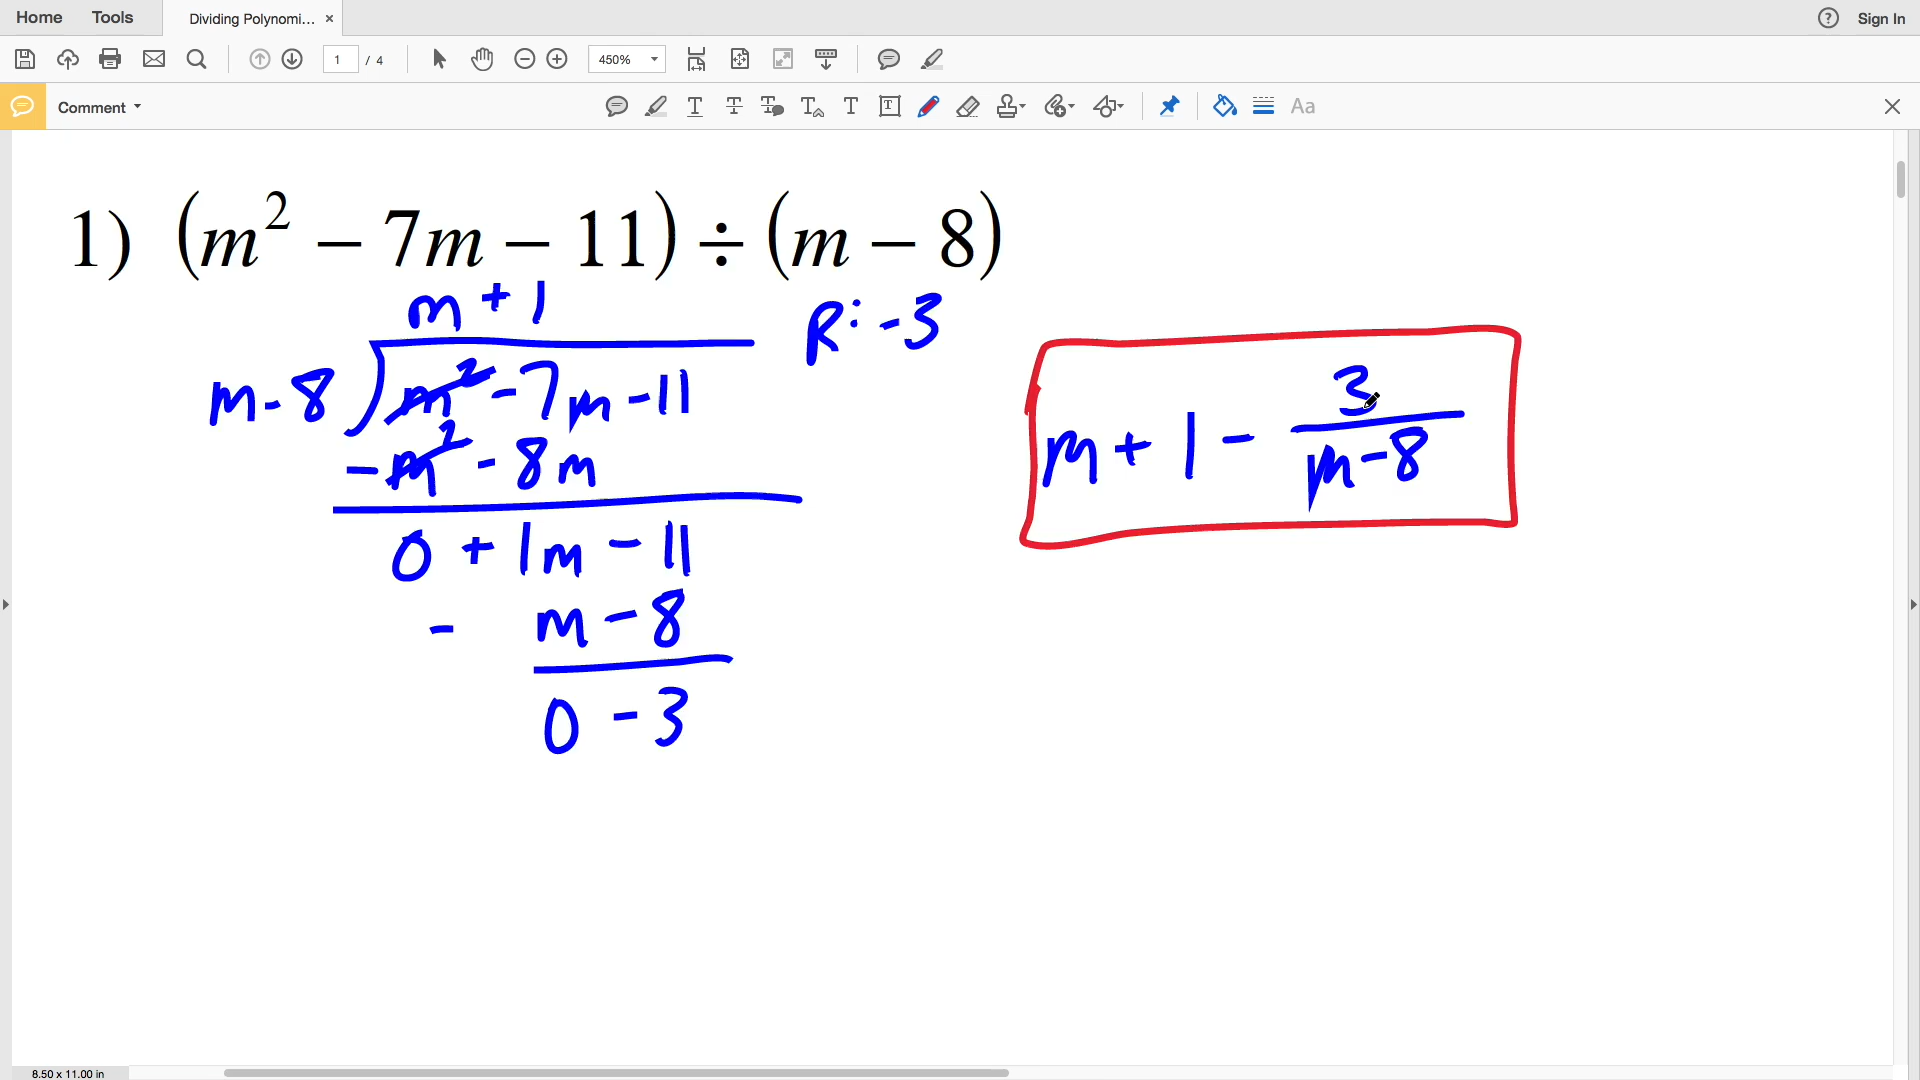 Home Tools Dividing Polynomi... × ? Sign In
1 / 4 450%
Comment T T T T T T Aa
1) (m² − 7m − 11) ÷ (m − 8)
m + 1 R: -3
m - 8 ) m² - 7m - 11
- m² - 8m
0 + 1m - 11
- m - 8
0 - 3
3
m + 1 - ───
m - 8
8.50 x 11.00 in